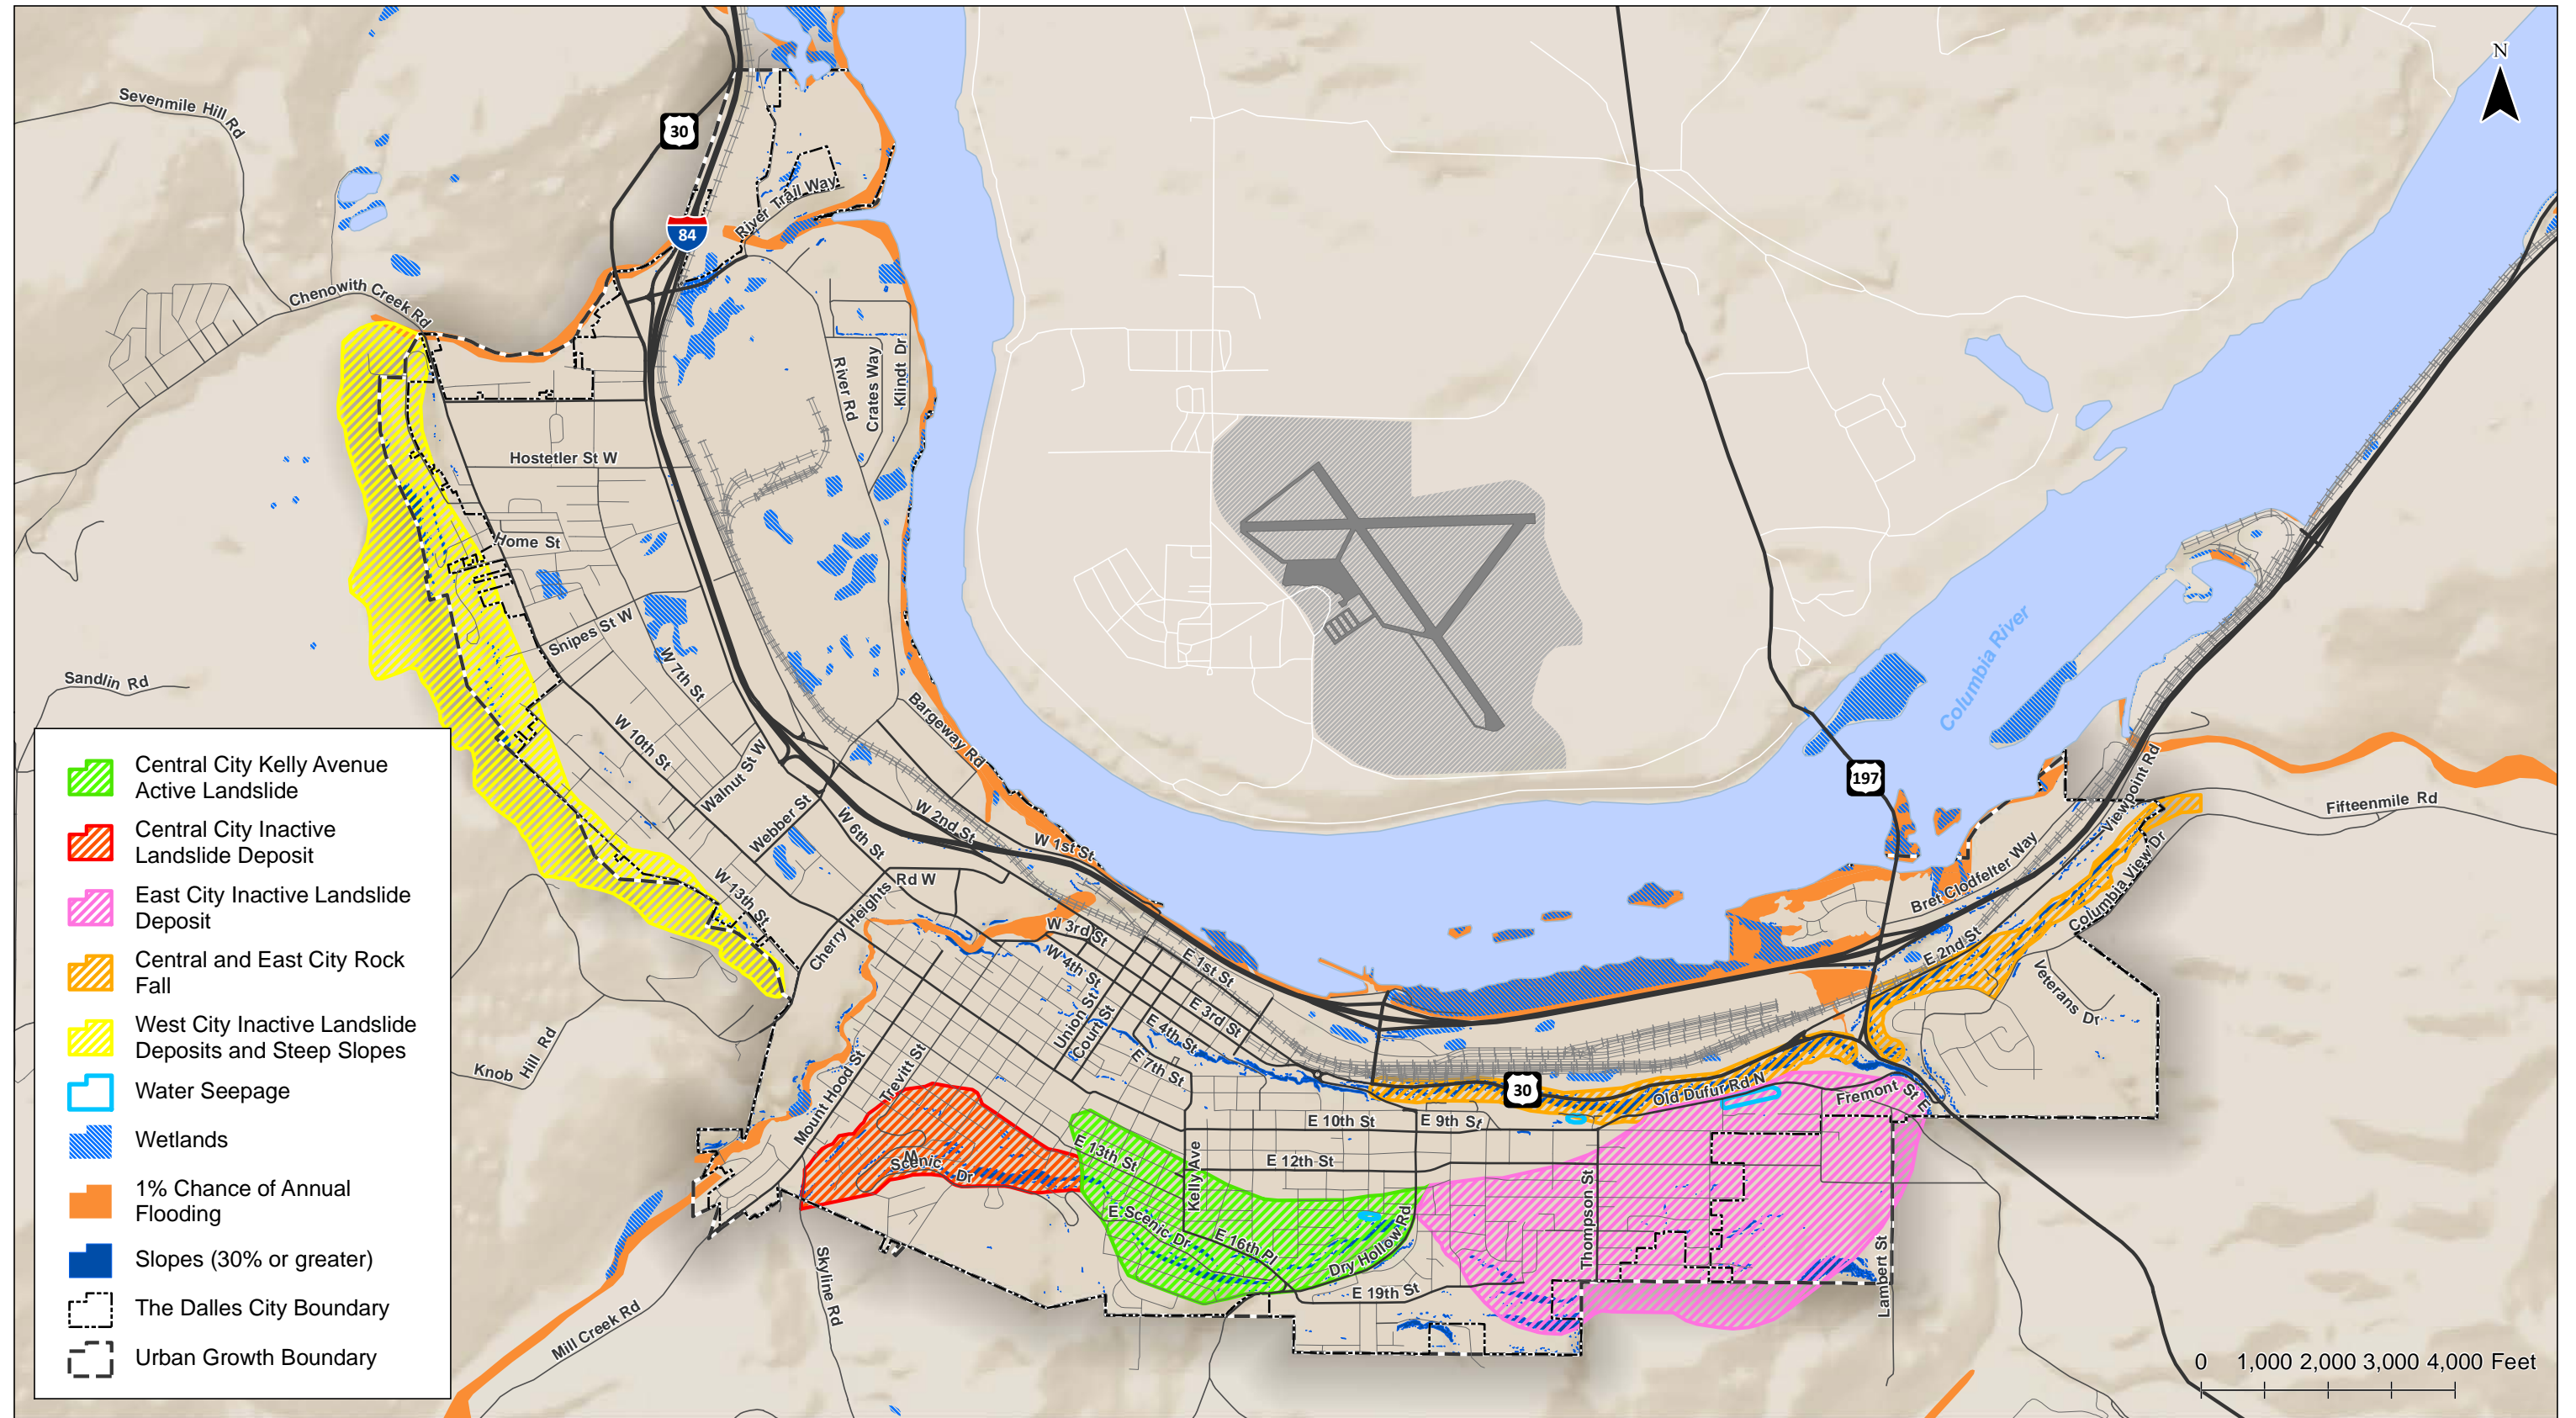 N
Sevenmile Hill Rd
30
84
River Trail Way
Chenowith Creek Rd
River Rd
Crates Way
Klindt Dr
Hostetler St W
Home St
Snipes St W
W 7th St
Sandlin Rd
W 10th St
Walnut St W
Webber St
W 6th St
W 2nd St
Bargeway Rd
W 1st St
Columbia River
197
Viewpoint Rd
Fifteenmile Rd
Bret Clodfelter Way
Columbia View Dr
E 2nd St
Veterans Dr
W 13th St
Cherry Heights Rd W
W 3rd St
W 4th St
E 1st St
E 3rd St
Union St
Court St
E 4th St
E 7th St
Knob Hill Rd
Mount Hood St
Trevitt St
30
Old Dufur Rd N
Fremont St E
E 10th St
E 9th St
E 12th St
E 13th St
Kelly Ave
W Scenic Dr
E Scenic Dr
E 16th Pl
Dry Hollow Rd
E 19th St
Thompson St
Lambert St
Skyline Rd
Mill Creek Rd
Central City Kelly Avenue
Active Landslide
Central City Inactive
Landslide Deposit
East City Inactive Landslide
Deposit
Central and East City Rock
Fall
West City Inactive Landslide
Deposits and Steep Slopes
Water Seepage
Wetlands
1% Chance of Annual
Flooding
Slopes (30% or greater)
The Dalles City Boundary
Urban Growth Boundary
0 1,000 2,000 3,000 4,000 Feet